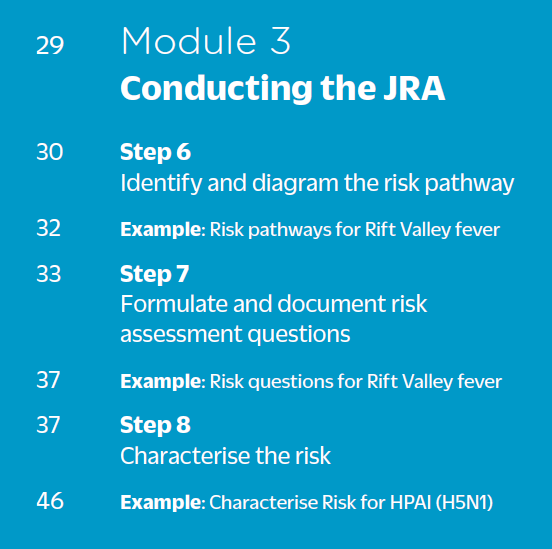 29 Module 3
Conducting the JRA
30 Step 6
Identify and diagram the risk pathway
32 Example: Risk pathways for Rift Valley fever
33 Step 7
Formulate and document risk
assessment questions
37 Example: Risk questions for Rift Valley fever
37 Step 8
Characterise the risk
46 Example: Characterise Risk for HPAI (H5N1)